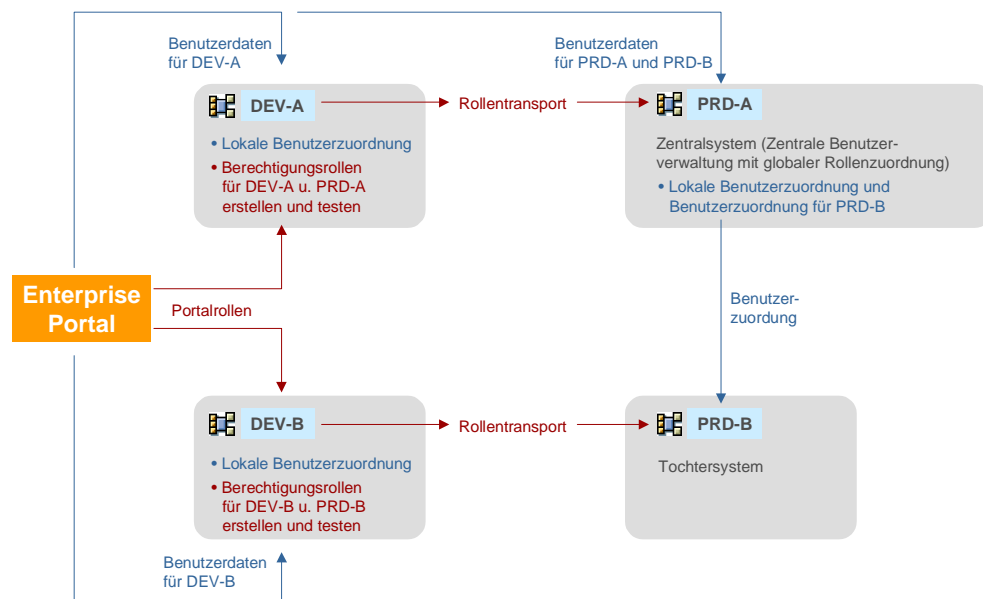 Benutzerdaten
für DEV-A
Benutzerdaten
für PRD-A und PRD-B
DEV-A
Rollentransport
PRD-A
• Lokale Benutzerzuordnung
• Berechtigungsrollen
für DEV-A u. PRD-A
erstellen und testen
Zentralsystem (Zentrale Benutzer-
verwaltung mit globaler Rollenzuordnung)
• Lokale Benutzerzuordnung und
Benutzerzuordnung für PRD-B
Enterprise
Portal
Portalrollen
Benutzer-
zuordung
DEV-B
Rollentransport
PRD-B
• Lokale Benutzerzuordnung
• Berechtigungsrollen
für DEV-B u. PRD-B
erstellen und testen
Tochtersystem
Benutzerdaten
für DEV-B